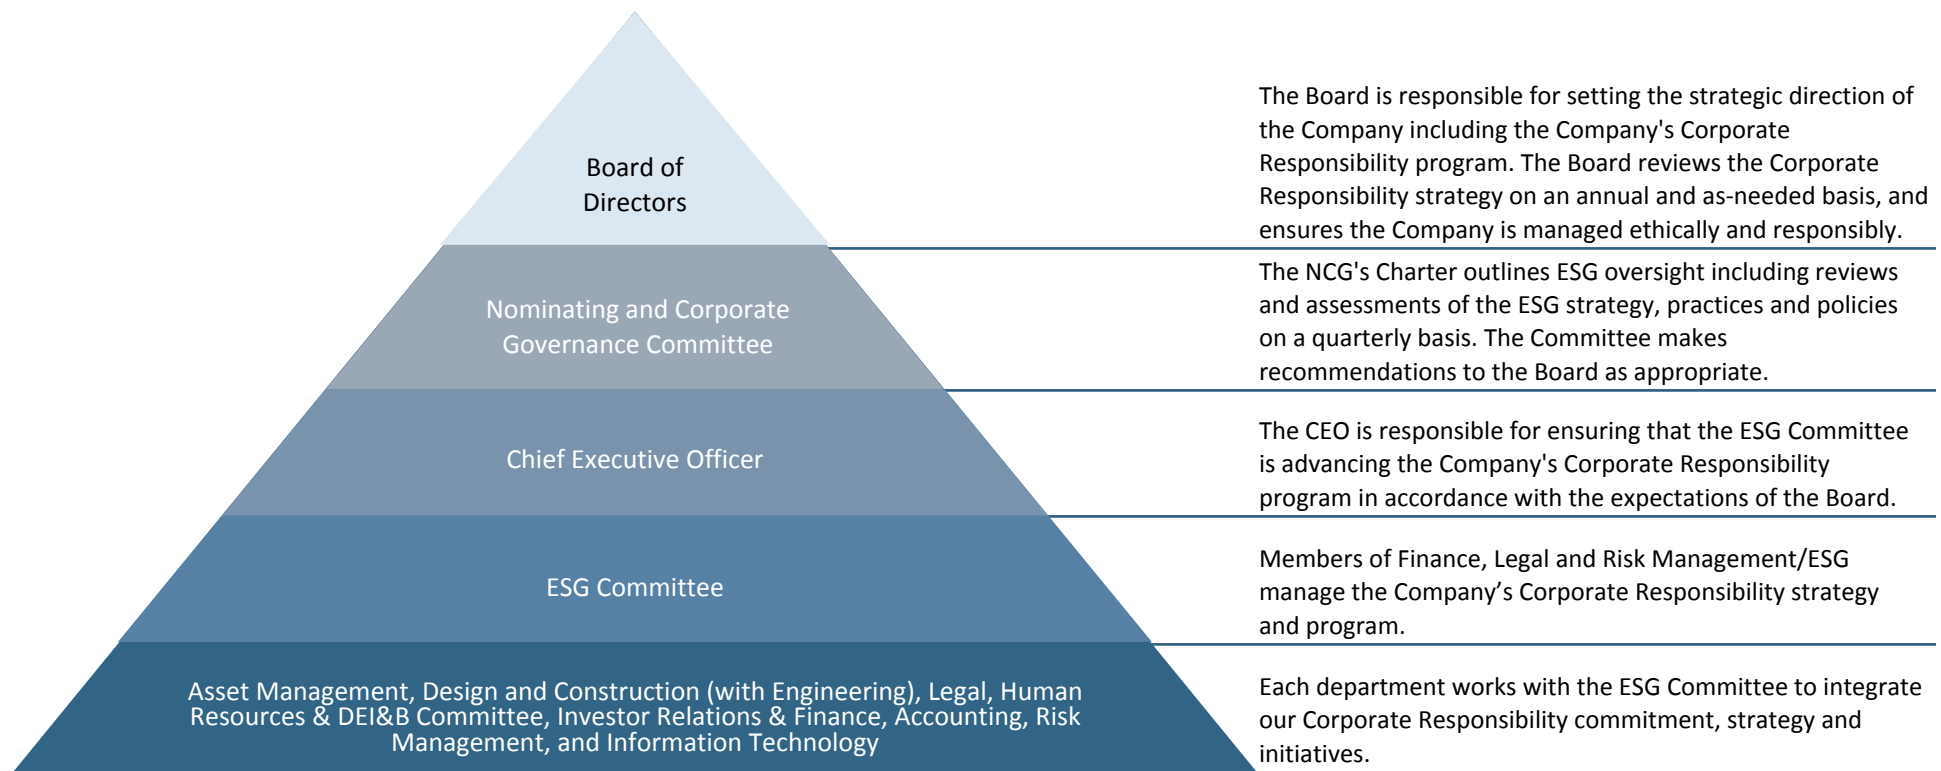 Board of
Directors
The Board is responsible for setting the strategic direction of
the Company including the Company's Corporate
Responsibility program. The Board reviews the Corporate
Responsibility strategy on an annual and as-needed basis, and
ensures the Company is managed ethically and responsibly.
Nominating and Corporate
Governance Committee
The NCG's Charter outlines ESG oversight including reviews
and assessments of the ESG strategy, practices and policies
on a quarterly basis. The Committee makes
recommendations to the Board as appropriate.
Chief Executive Officer
The CEO is responsible for ensuring that the ESG Committee
is advancing the Company's Corporate Responsibility
program in accordance with the expectations of the Board.
ESG Committee
Members of Finance, Legal and Risk Management/ESG
manage the Company’s Corporate Responsibility strategy
and program.
Asset Management, Design and Construction (with Engineering), Legal, Human
Resources & DEI&B Committee, Investor Relations & Finance, Accounting, Risk
Management, and Information Technology
Each department works with the ESG Committee to integrate
our Corporate Responsibility commitment, strategy and
initiatives.